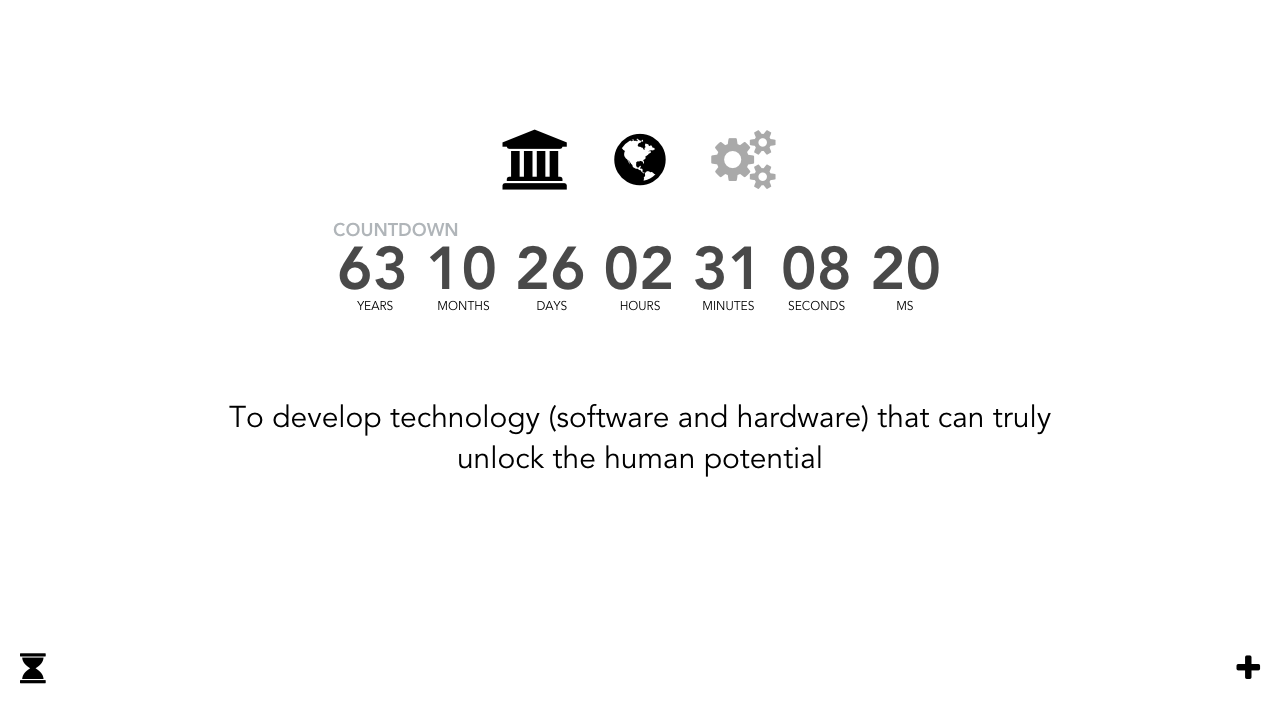 COUNTDOWN
63 10 26 02 31 08 20
YEARS MONTHS DAYS HOURS MINUTES SECONDS MS
To develop technology (software and hardware) that can truly
unlock the human potential